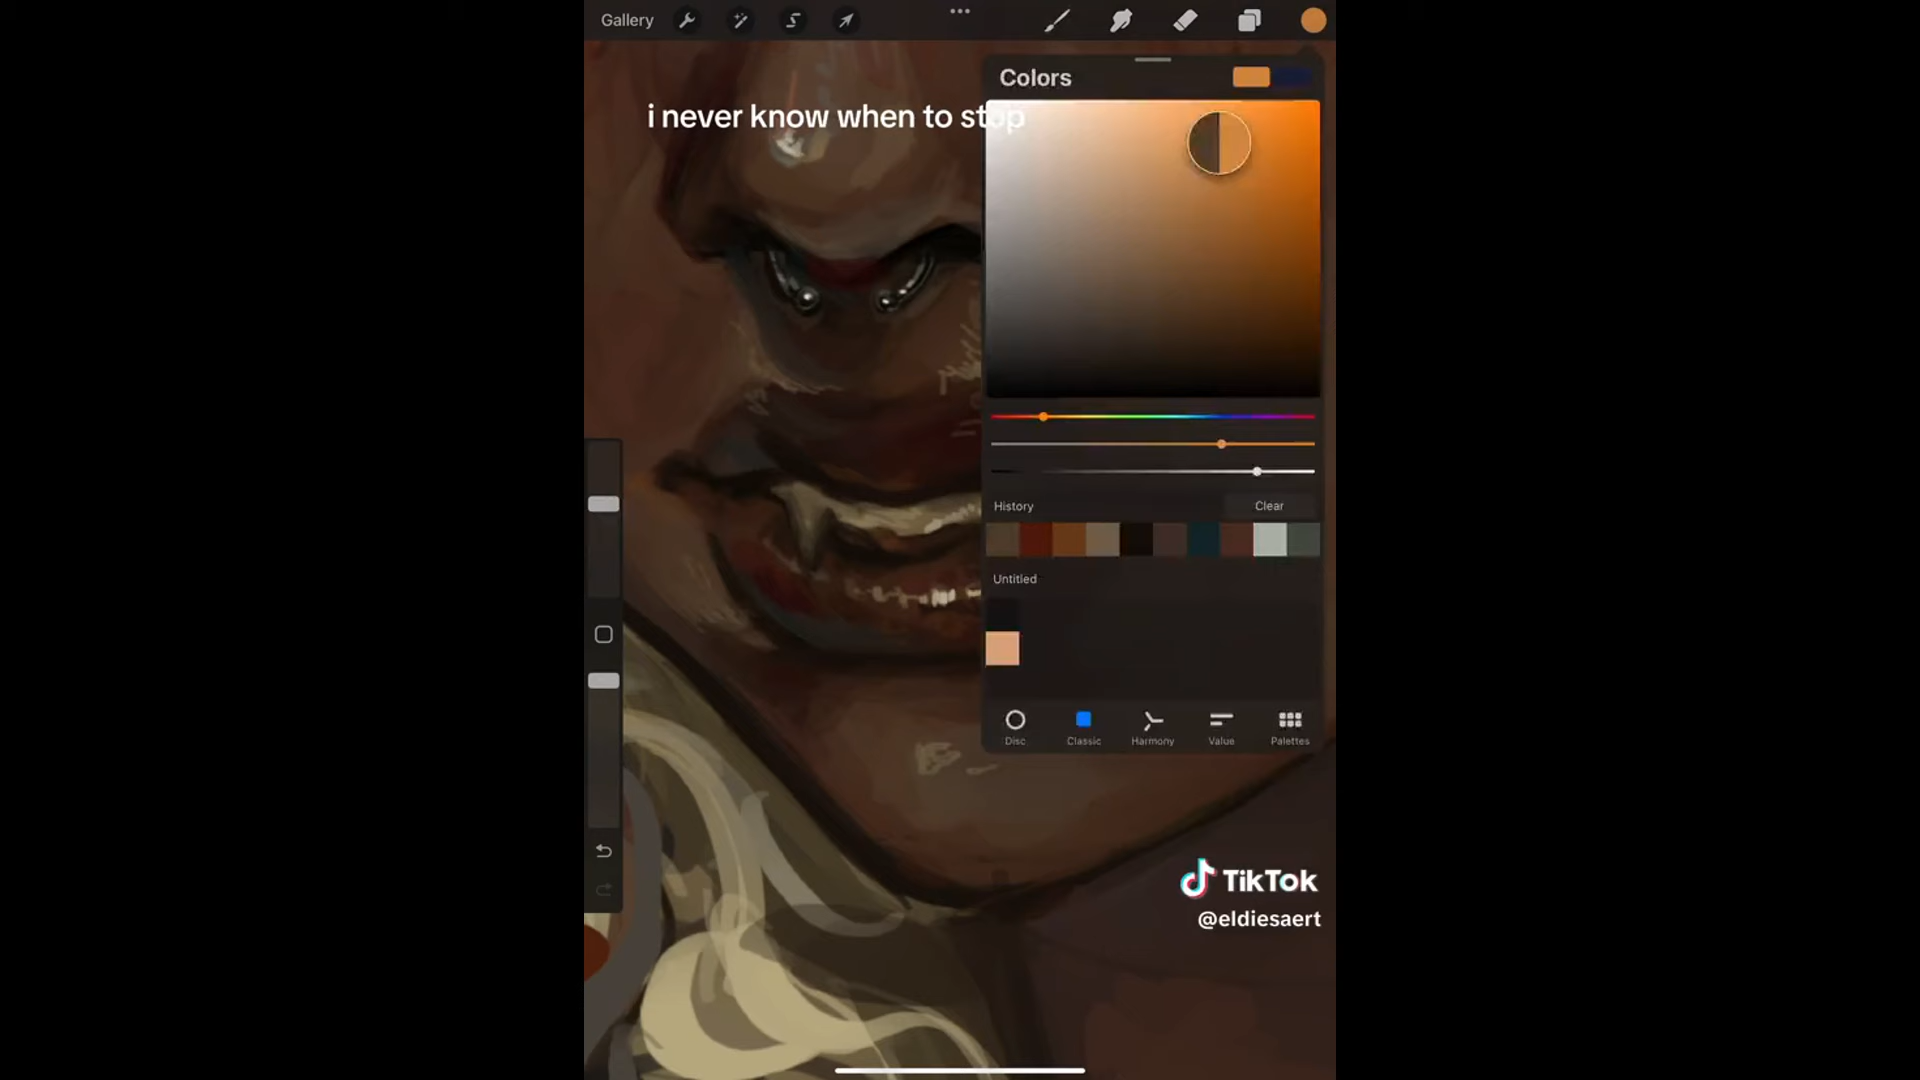 Gallery
Colors
i never know when to stop
History
Clear
Untitled
Disc
Classic
Harmony
Value
Palettes
TikTok
@eldiesaert